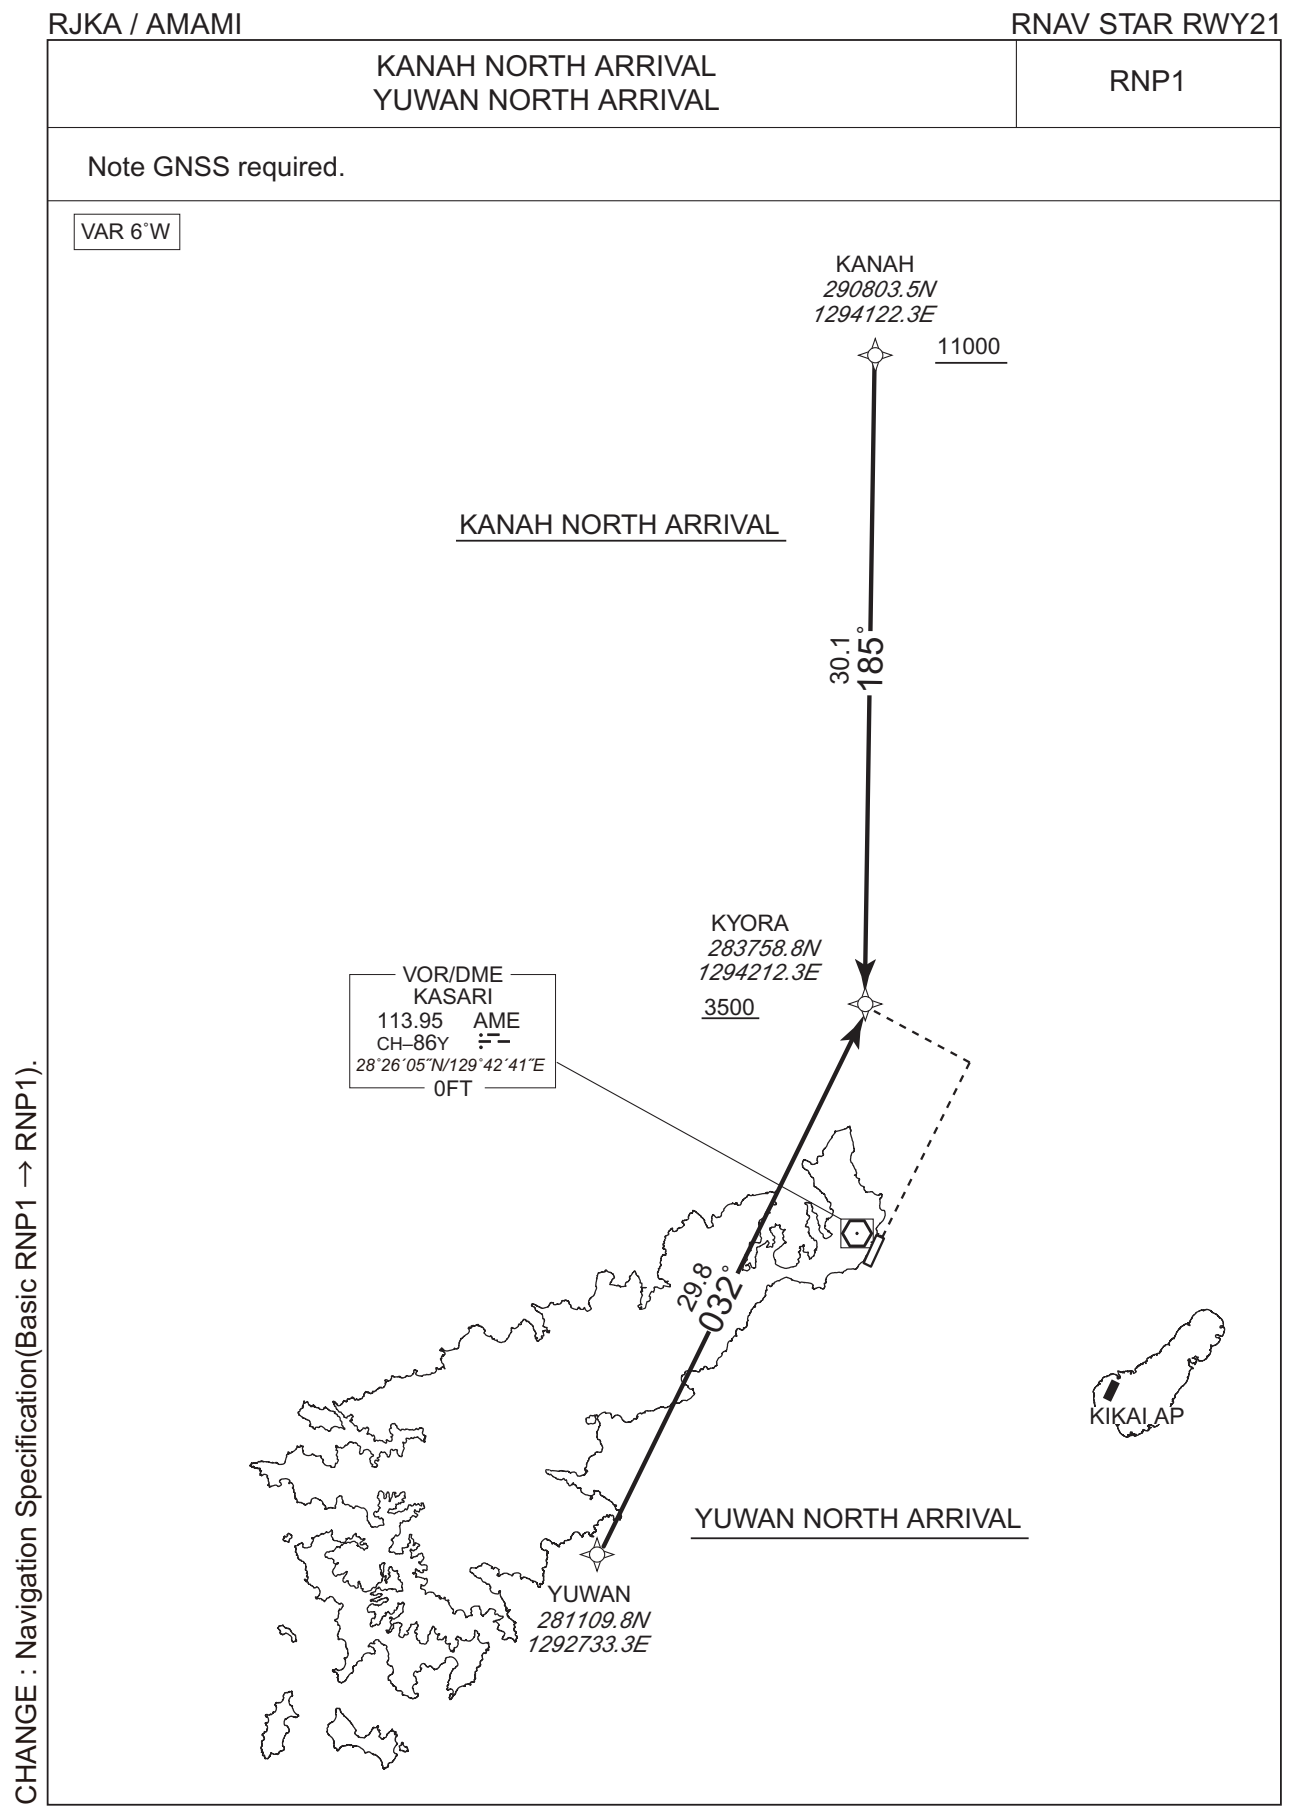 RJKA / AMAMI
RNAV STAR RWY21
KANAH NORTH ARRIVAL
YUWAN NORTH ARRIVAL
RNP1
Note GNSS required.
VAR 6˚W
KANAH
290803.5N
1294122.3E
11000
KANAH NORTH ARRIVAL
30.1
185˚
KYORA
283758.8N
1294212.3E
3500
VOR/DME
KASARI
113.95 AME
CH–86Y
28˚26´05˝N/129˚42´41˝E
0FT
29.8
032˚
KIKAI AP
YUWAN NORTH ARRIVAL
YUWAN
281109.8N
1292733.3E
CHANGE : Navigation Specification(Basic RNP1 → RNP1).